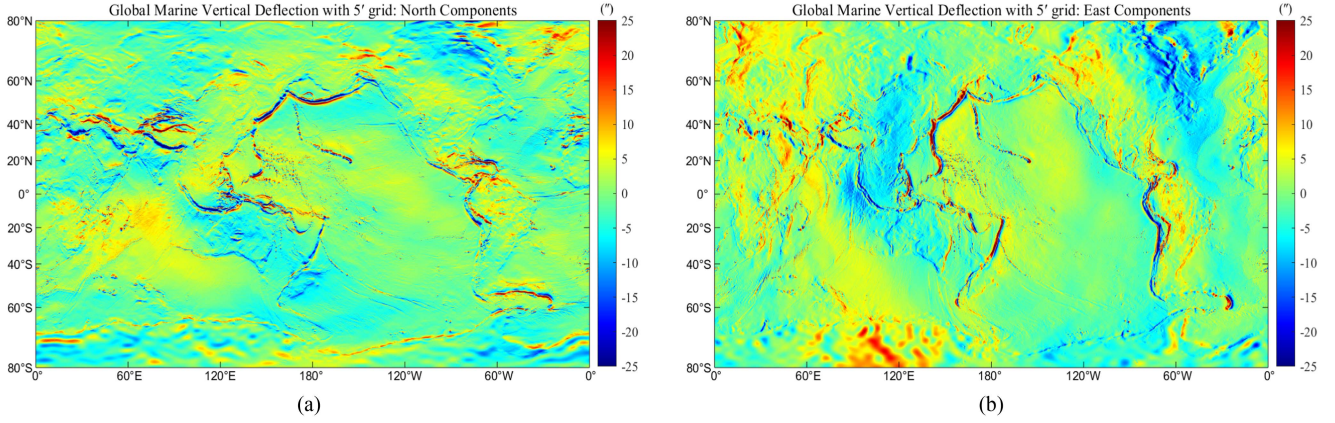 Global Marine Vertical Deflection with 5′ grid: North Components
(″)
80°N
60°N
40°N
20°N
0°
20°S
40°S
60°S
80°S
0°
60°E
120°E
180°
120°W
60°W
0°
25
20
15
10
5
0
-5
-10
-15
-20
-25
(a)
Global Marine Vertical Deflection with 5′ grid: East Components
(″)
80°N
60°N
40°N
20°N
0°
20°S
40°S
60°S
80°S
0°
60°E
120°E
180°
120°W
60°W
0°
25
20
15
10
5
0
-5
-10
-15
-20
-25
(b)